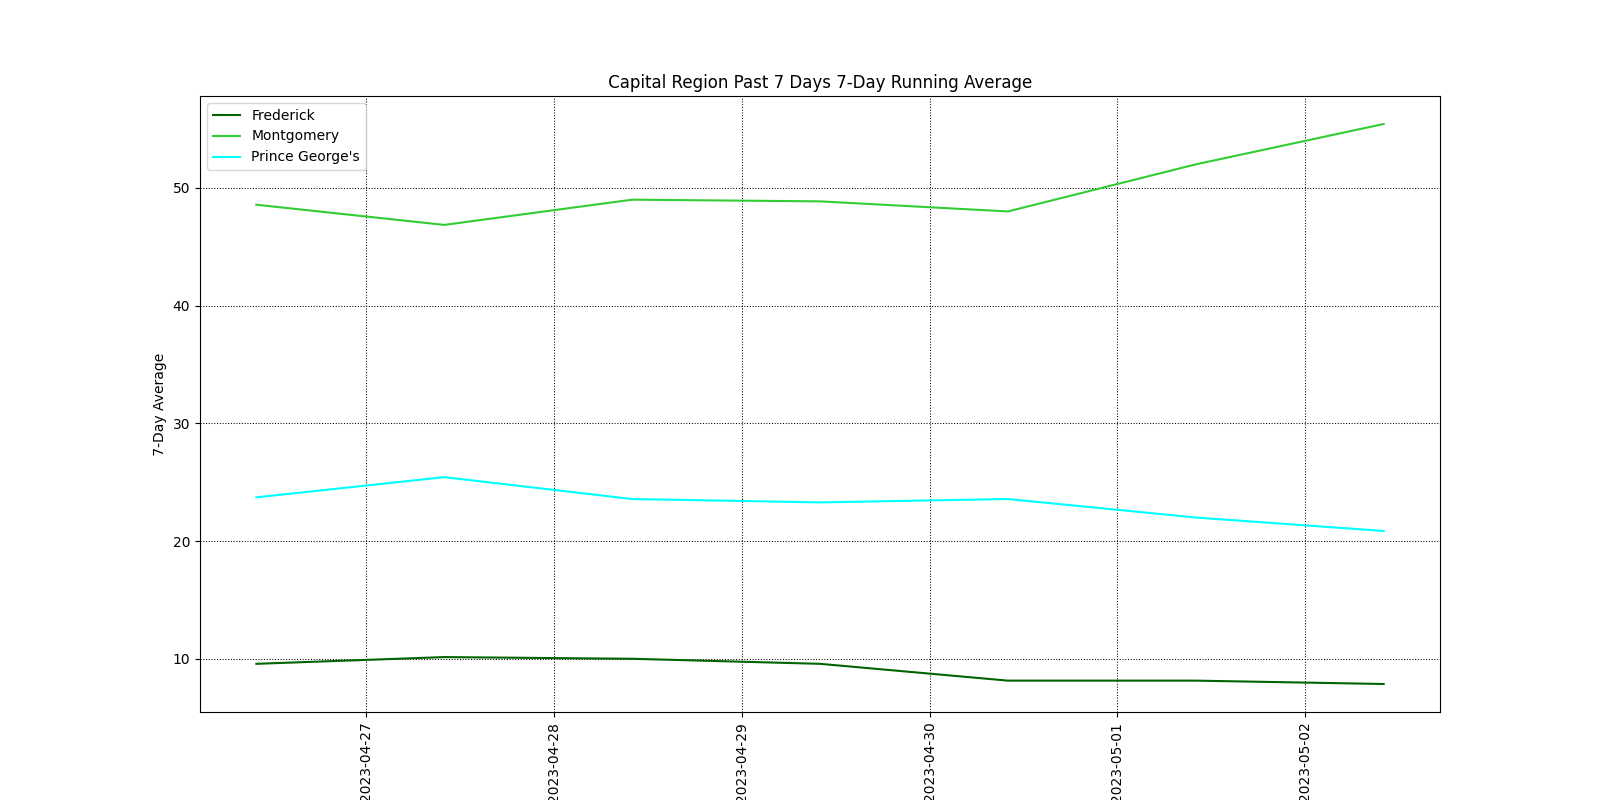 Capital Region Past 7 Days 7-Day Running Average
Frederick
Montgomery
Prince George's
7-Day Average
50
40
30
20
10
2023-04-27
2023-04-28
2023-04-29
2023-04-30
2023-05-01
2023-05-02